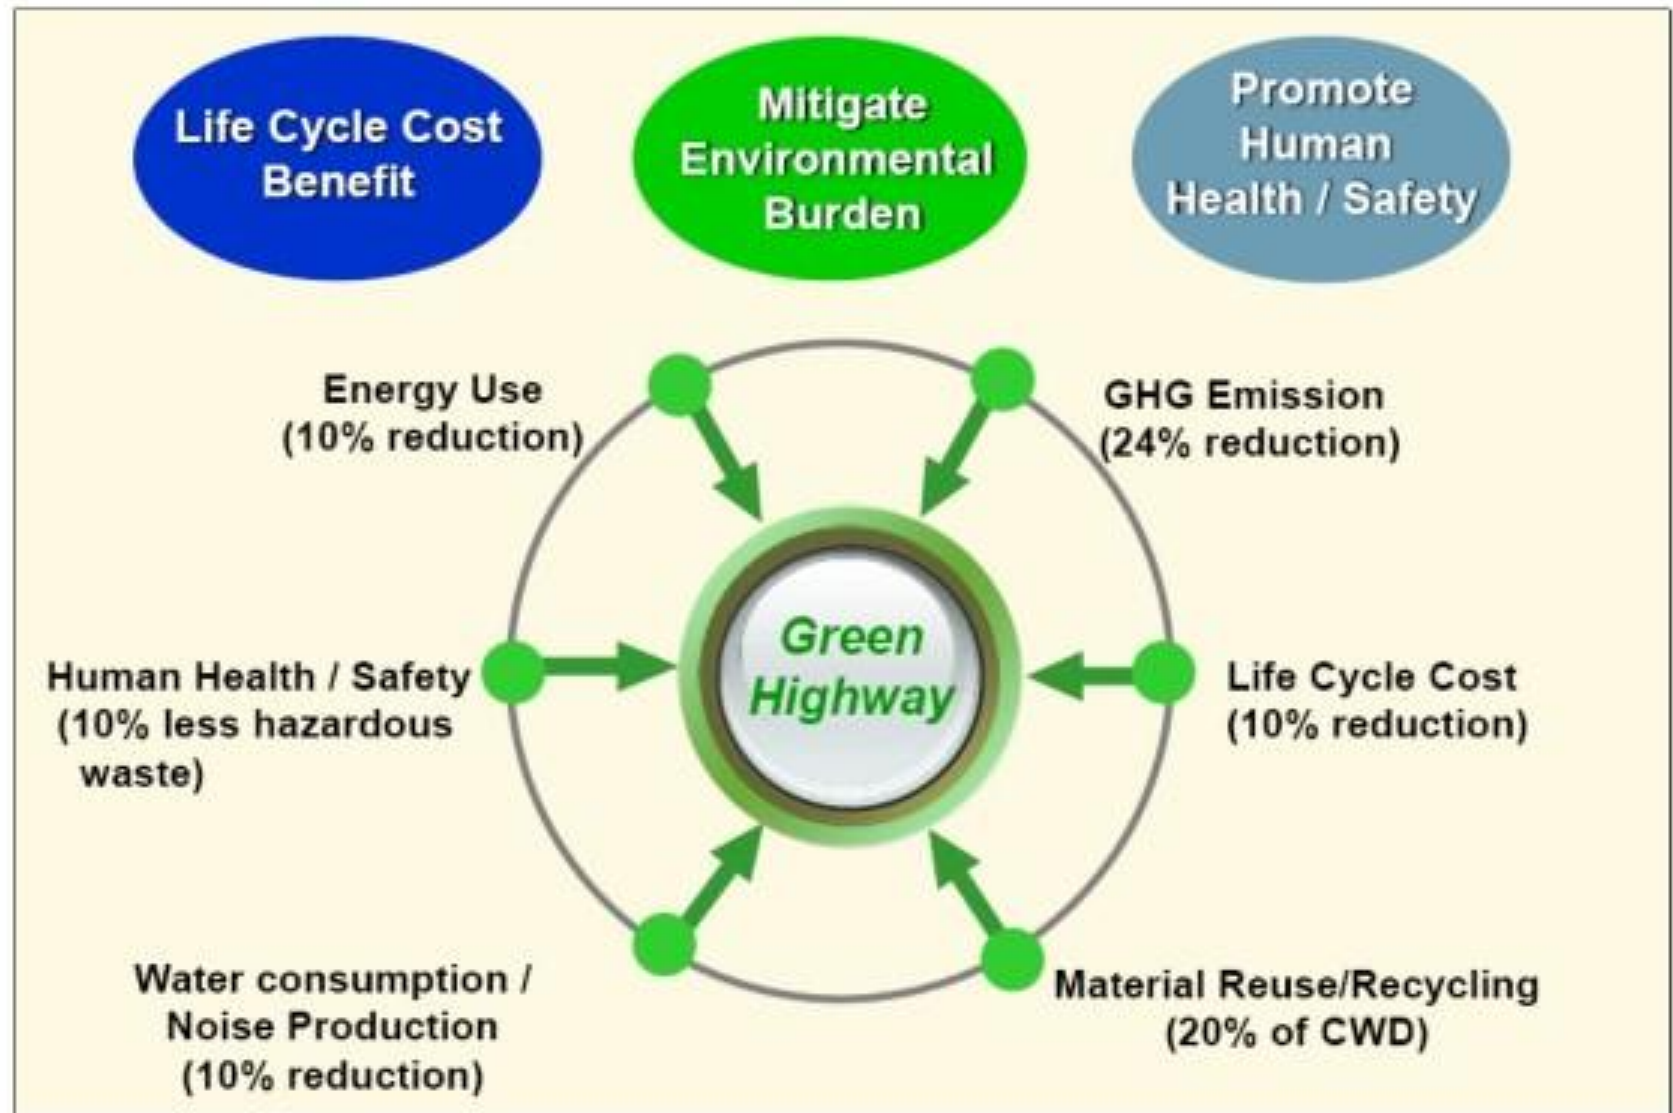 Life Cycle Cost
Benefit
Mitigate
Environmental
Burden
Promote
Human
Health / Safety
Energy Use
(10% reduction)
GHG Emission
(24% reduction)
Green
Highway
Human Health / Safety
(10% less hazardous
waste)
Life Cycle Cost
(10% reduction)
Water consumption /
Noise Production
(10% reduction)
Material Reuse/Recycling
(20% of CWD)